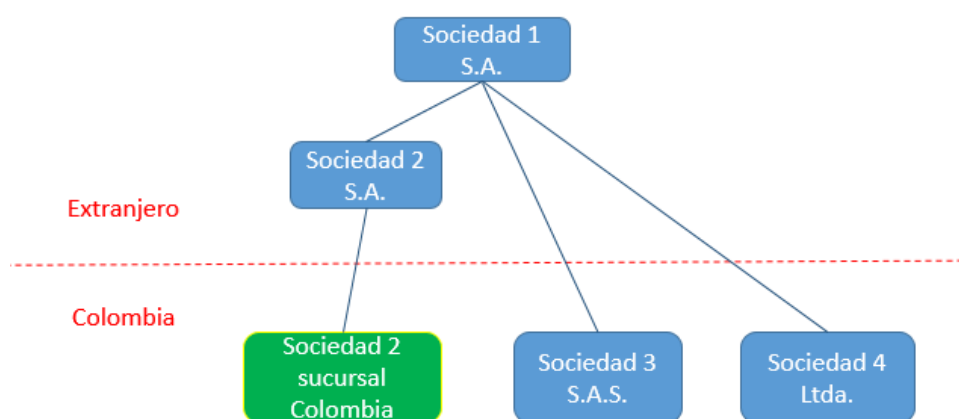 Sociedad 1
S.A.
Sociedad 2
S.A.
Extranjero
Colombia
Sociedad 2
sucursal
Colombia
Sociedad 3
S.A.S.
Sociedad 4
Ltda.